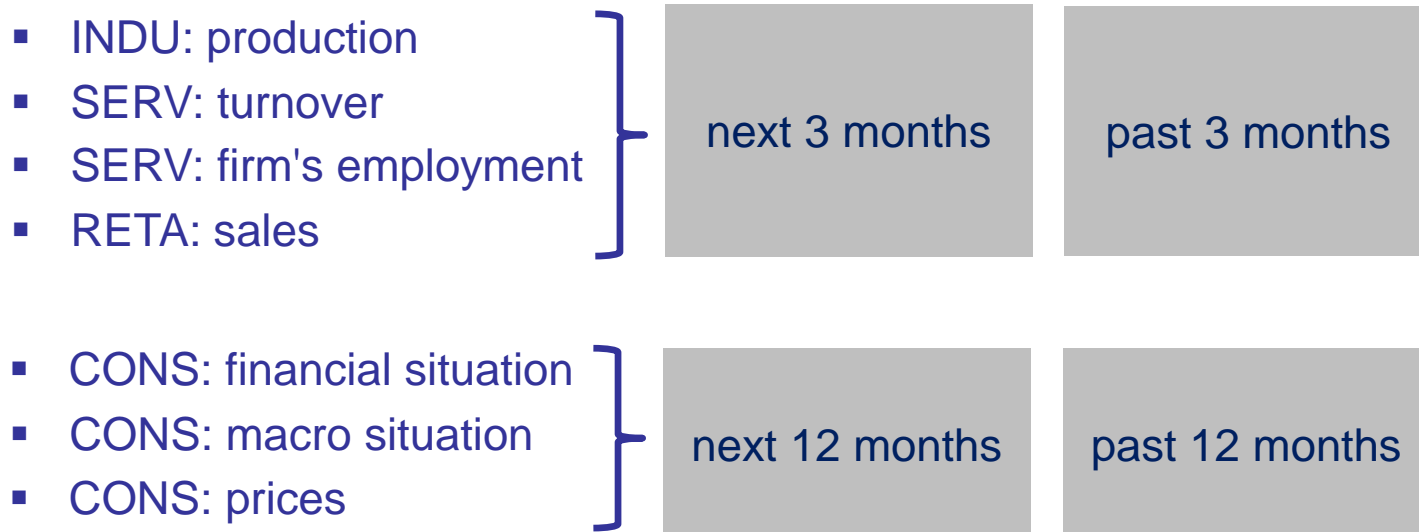 ▪ INDU: production
▪ SERV: turnover
▪ SERV: firm's employment
▪ RETA: sales
next 3 months
past 3 months
▪ CONS: financial situation
▪ CONS: macro situation
▪ CONS: prices
next 12 months
past 12 months